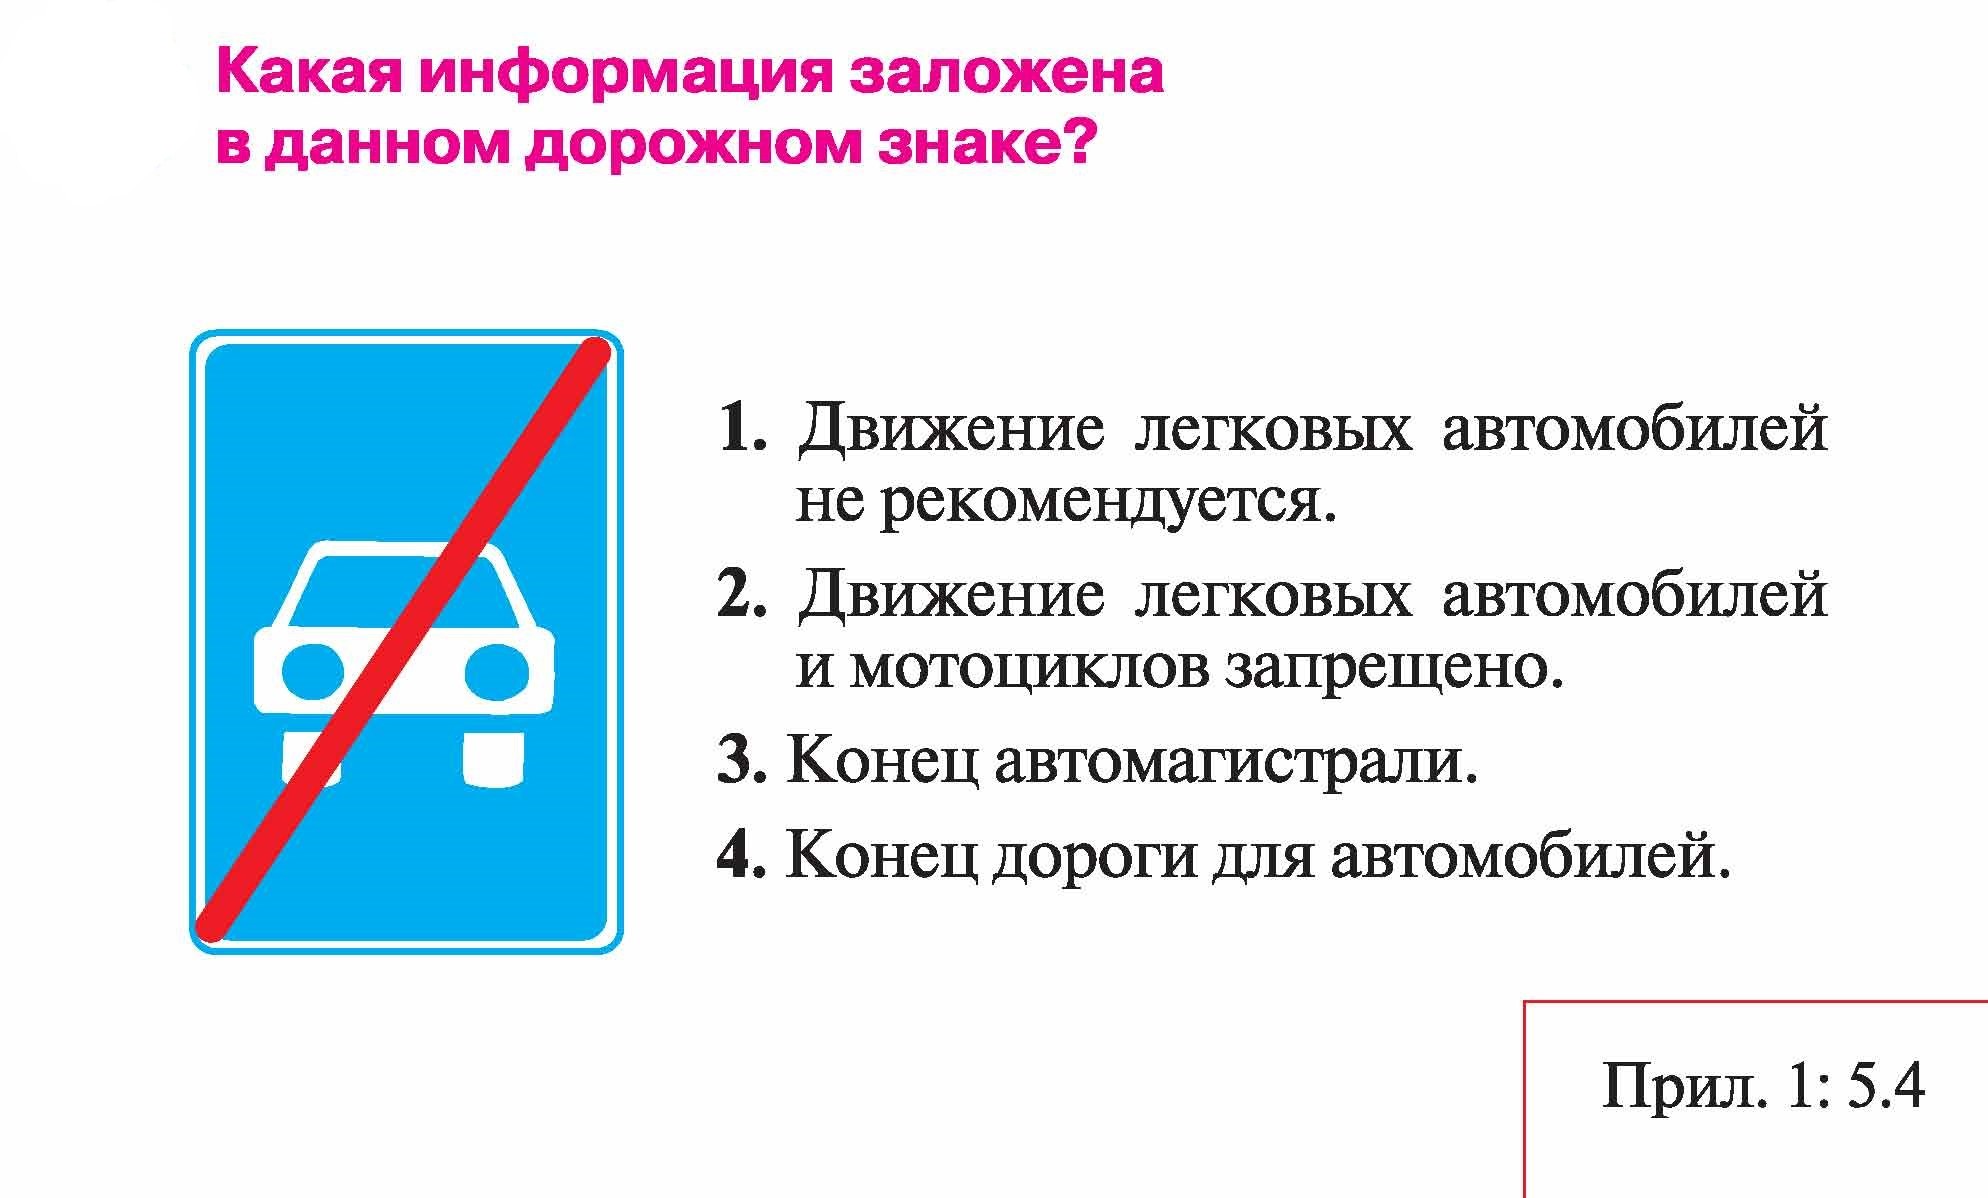 Какая информация заложена
в данном дорожном знаке?
1. Движение легковых автомобилей
не рекомендуется.
2. Движение легковых автомобилей
и мотоциклов запрещено.
3. Конец автомагистрали.
4. Конец дороги для автомобилей.
Прил. 1: 5.4